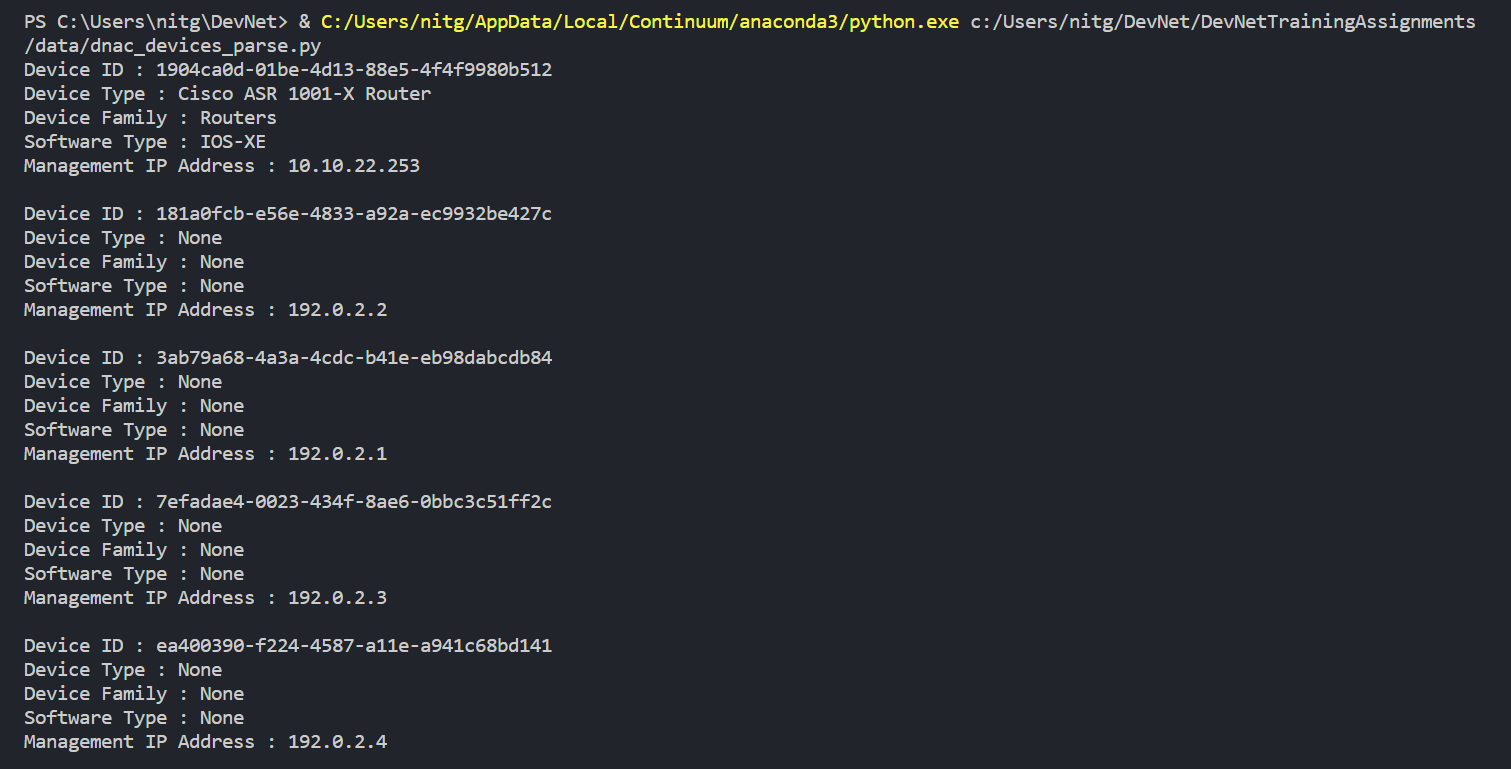 PS C:\Users\nitg\DevNet> & C:/Users/nitg/AppData/Local/Continuum/anaconda3/python.exe c:/Users/nitg/DevNet/DevNetTrainingAssignments
/data/dnac_devices_parse.py
Device ID : 1904ca0d-01be-4d13-88e5-4f4f9980b512
Device Type : Cisco ASR 1001-X Router
Device Family : Routers
Software Type : IOS-XE
Management IP Address : 10.10.22.253
Device ID : 181a0fcb-e56e-4833-a92a-ec9932be427c
Device Type : None
Device Family : None
Software Type : None
Management IP Address : 192.0.2.2
Device ID : 3ab79a68-4a3a-4cdc-b41e-eb98dabcdb84
Device Type : None
Device Family : None
Software Type : None
Management IP Address : 192.0.2.1
Device ID : 7efadae4-0023-434f-8ae6-0bbc3c51ff2c
Device Type : None
Device Family : None
Software Type : None
Management IP Address : 192.0.2.3
Device ID : ea400390-f224-4587-a11e-a941c68bd141
Device Type : None
Device Family : None
Software Type : None
Management IP Address : 192.0.2.4